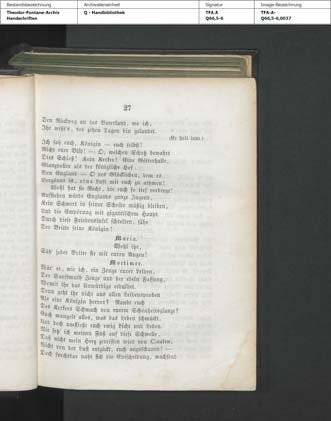 Bestandsbezeichnung
Theodor-Fontane-Archiv
Handschriften
Archivalieneinheit
Q - Handbibliothek
Signatur
TFA A
Q66,5-6
Image-Bezeichnung
TFA-A-
Q66,5-6,0037
27
Den Rückweg an das Vaterland, wo ich,
Ihr wißt's, vor zehen Tagen bin gelandet.
(Er hält inne.)
Ich sah euch, Königin — euch selbst!
Nicht euer Bild! — O, welchen Schatz bewahrt
Dies Schloß! Kein Kerker! Eine Götterhalle,
Glanzvoller als der königliche Hof
Von England — O des Glücklichen, dem es
Vergönnt ist, eine Luft mit euch zu athmen!
Wohl hat sie Recht, die euch so tief verbirgt!
Aufstehen würde Englands ganze Jugend,
Kein Schwert in seiner Scheide müßig bleiben,
Und die Empörung mit gigantischem Haupt
Durch diese Friedensinsel schreiten, sähe
Der Britte seine Königin!
Maria.
Wohl ihr,
Säh' jeder Britte sie mit euren Augen!
Mortimer.
Wär' er, wie ich, ein Zeuge eurer Leiden,
Der Sanftmuth Zeuge und der edeln Fassung,
Womit ihr das Unwürdige erduldet.
Denn geht ihr nicht aus allen Leidensproben
Als eine Königin hervor? Raubt euch
Des Kerkers Schmach von eurem Schönheitsglanze?
Euch mangelt alles, was das Leben schmückt,
Und doch umfließt euch ewig Licht und Leben.
Nie setz' ich meinen Fuß auf diese Schwelle,
Daß nicht mein Herz zerrissen wird von Qualen,
Nicht von der Lust entzückt, euch anzuschauen! —
Doch furchtbar naht sich die Entscheidung, wachsend